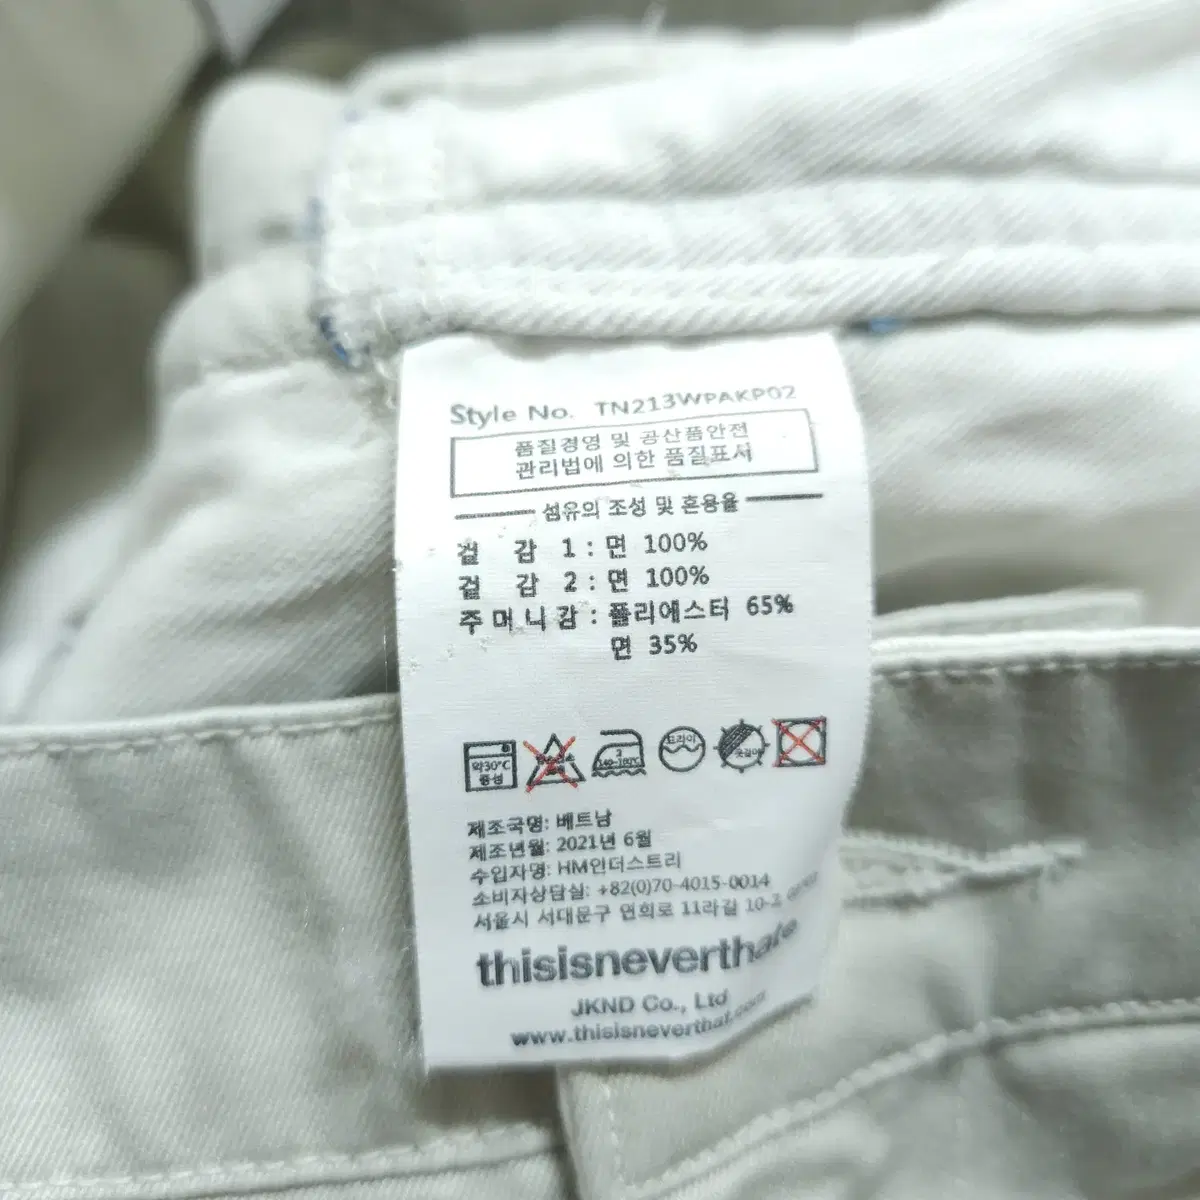 Style No. TN213WPAKP02
품질경영 및 공산품안전
관리법에 의한 품질표시
섬유의 조성 및 혼용율
겉 감 1 : 면 100%
겉 감 2 : 면 100%
주머니감 : 폴리에스터 65%
면 35%
약30℃
중성
드라이
옷걸이
제조국명: 베트남
제조년월: 2021년 6월
수입자명: HM인더스트리
소비자상담실: +82(0)70-4015-0014
서울시 서대문구 연희로 11라길 10-2
thisisneverthat®
JKND Co., Ltd
www.thisisneverthat.com